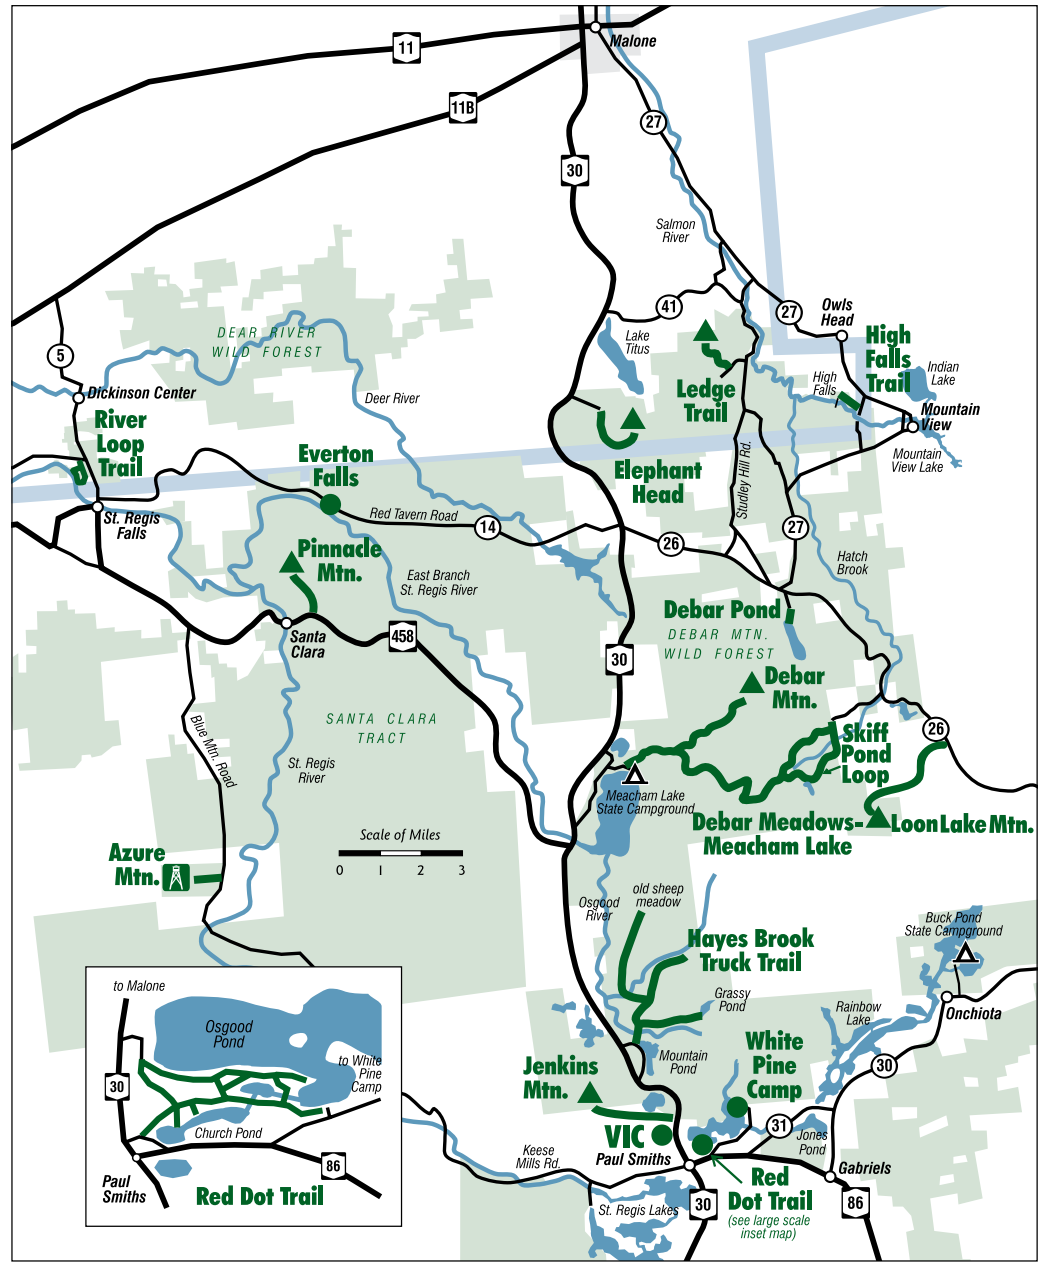 Malone
11
11B
27
30
Salmon
River
41
27
Owls
Head
DEAR RIVER
WILD FOREST
Lake
Titus
High
Falls
Trail
5
Indian
Lake
High
Falls
Dickinson Center
Deer River
Ledge
Trail
Mountain
View
River
Loop
Trail
Everton
Falls
Elephant
Head
Studley Hill Rd.
Mountain
View Lake
St. Regis
Falls
Red Tavern Road
14
26
27
Pinnacle
Mtn.
East Branch
St. Regis River
Hatch
Brook
Debar Pond
DEBAR MTN.
WILD FOREST
Santa
Clara
458
30
Debar
Mtn.
SANTA CLARA
TRACT
Blue Mtn. Road
St. Regis
River
Skiff
Pond
Loop
26
Meacham Lake
State Campground
Debar Meadows-
Meacham Lake
Loon Lake Mtn.
Scale of Miles
0 1 2 3
Azure
Mtn.
old sheep
meadow
Osgood
River
Hayes Brook
Truck Trail
Buck Pond
State Campground
Grassy
Pond
Rainbow
Lake
Onchiota
to Malone
Osgood
Pond
to White
Pine
Camp
30
Church Pond
Paul
Smiths
86
Red Dot Trail
White
Pine
Camp
Mountain
Pond
Jenkins
Mtn.
30
VIC
31
Jones
Pond
Keese
Mills Rd.
Paul Smiths
Gabriels
Red
Dot Trail
(see large scale
inset map)
St. Regis Lakes
30
86